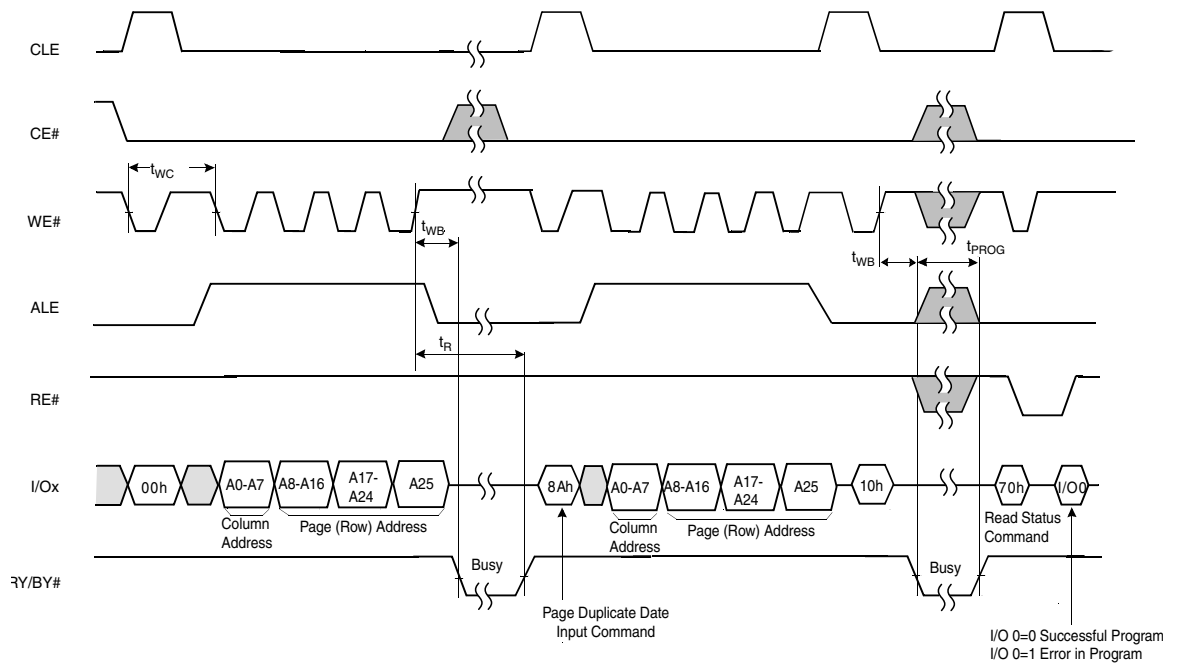 CLE
CE#
tWC
WE#
tWB
tWB
tPROG
ALE
tR
RE#
I/Ox
00h
A0-A7
A8-A16
A17-
A24
A25
8Ah
A0-A7
A8-A16
A17-
A24
A25
10h
70h
I/O0
Column
Address
Page (Row) Address
Column
Address
Page (Row) Address
Read Status
Command
RY/BY#
Busy
Busy
Page Duplicate Date
Input Command
I/O 0=0 Successful Program
I/O 0=1 Error in Program